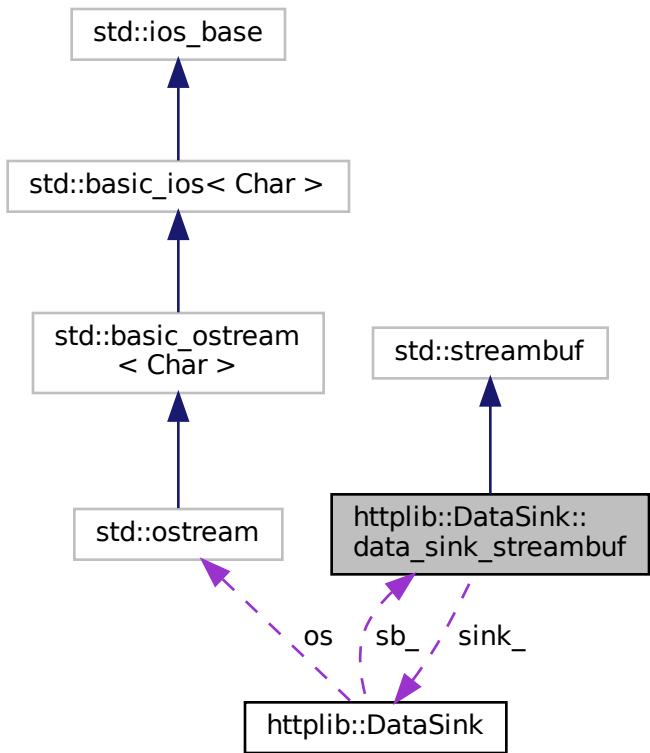 std::ios_base
std::basic_ios< Char >
std::basic_ostream
< Char >
std::streambuf
std::ostream
httplib::DataSink::
data_sink_streambuf
os
sb_
sink_
httplib::DataSink